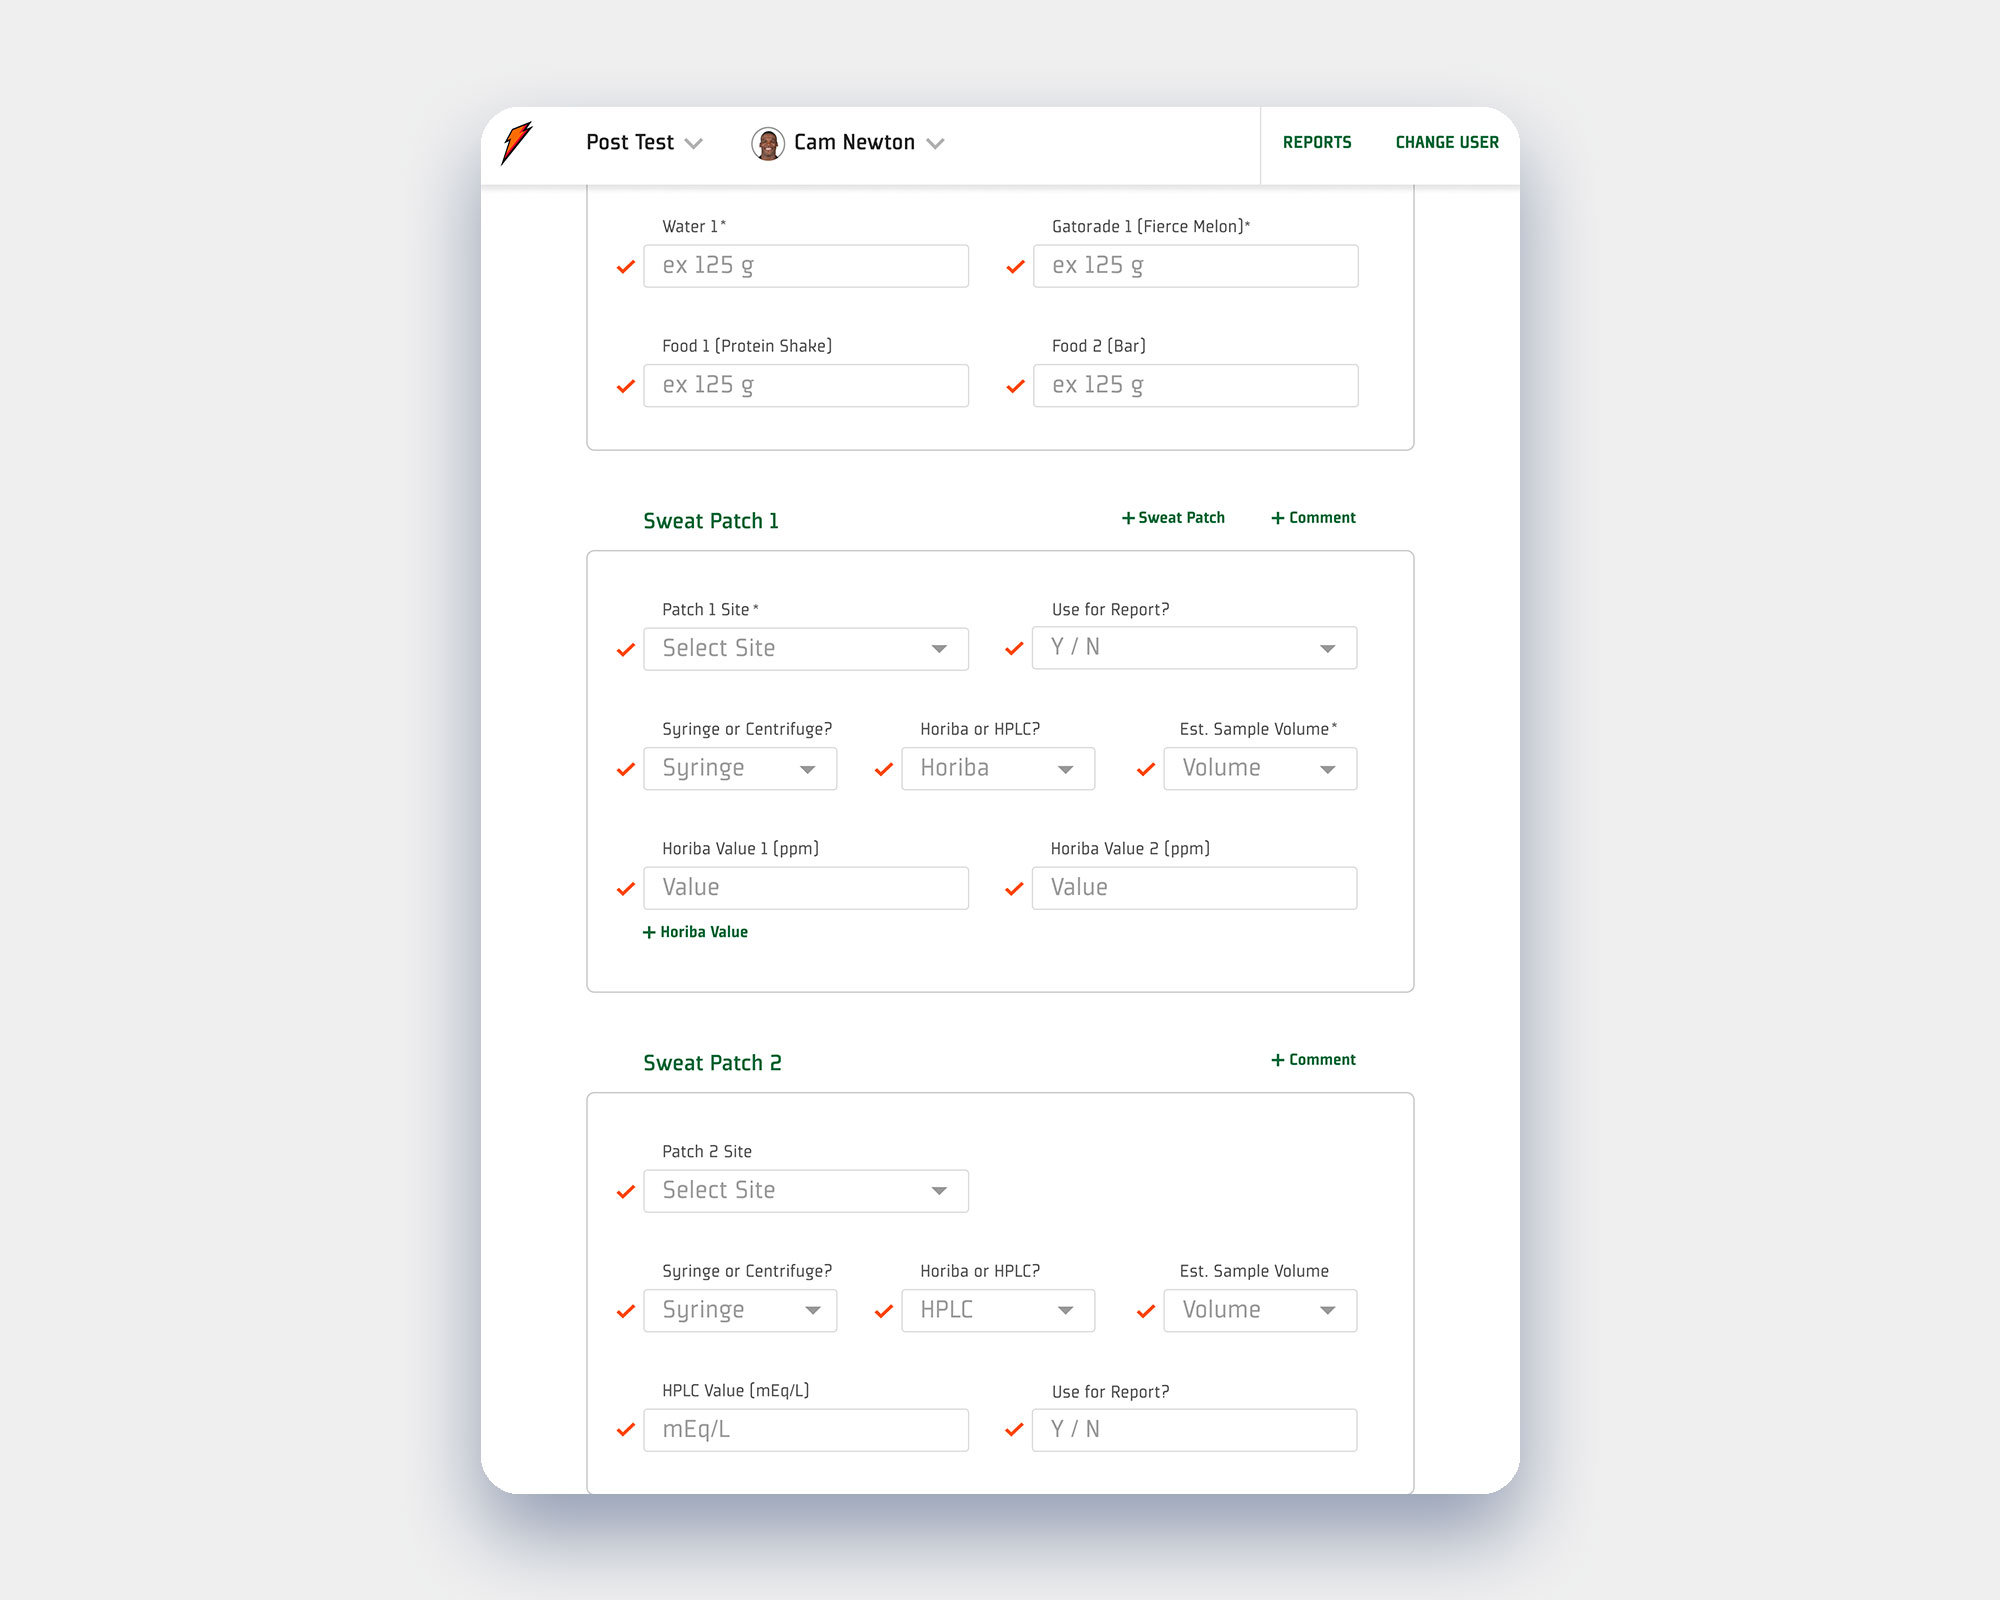 Post Test Cam Newton REPORTS CHANGE USER
Water 1* Gatorade 1 (Fierce Melon)*
ex 125 g ex 125 g
Food 1 (Protein Shake) Food 2 (Bar)
ex 125 g ex 125 g
Sweat Patch 1 + Sweat Patch + Comment
Patch 1 Site* Use for Report?
Select Site Y / N
Syringe or Centrifuge? Horiba or HPLC? Est. Sample Volume*
Syringe Horiba Volume
Horiba Value 1 (ppm) Horiba Value 2 (ppm)
Value Value
+ Horiba Value
Sweat Patch 2 + Comment
Patch 2 Site
Select Site
Syringe or Centrifuge? Horiba or HPLC? Est. Sample Volume
Syringe HPLC Volume
HPLC Value (mEq/L) Use for Report?
mEq/L Y / N